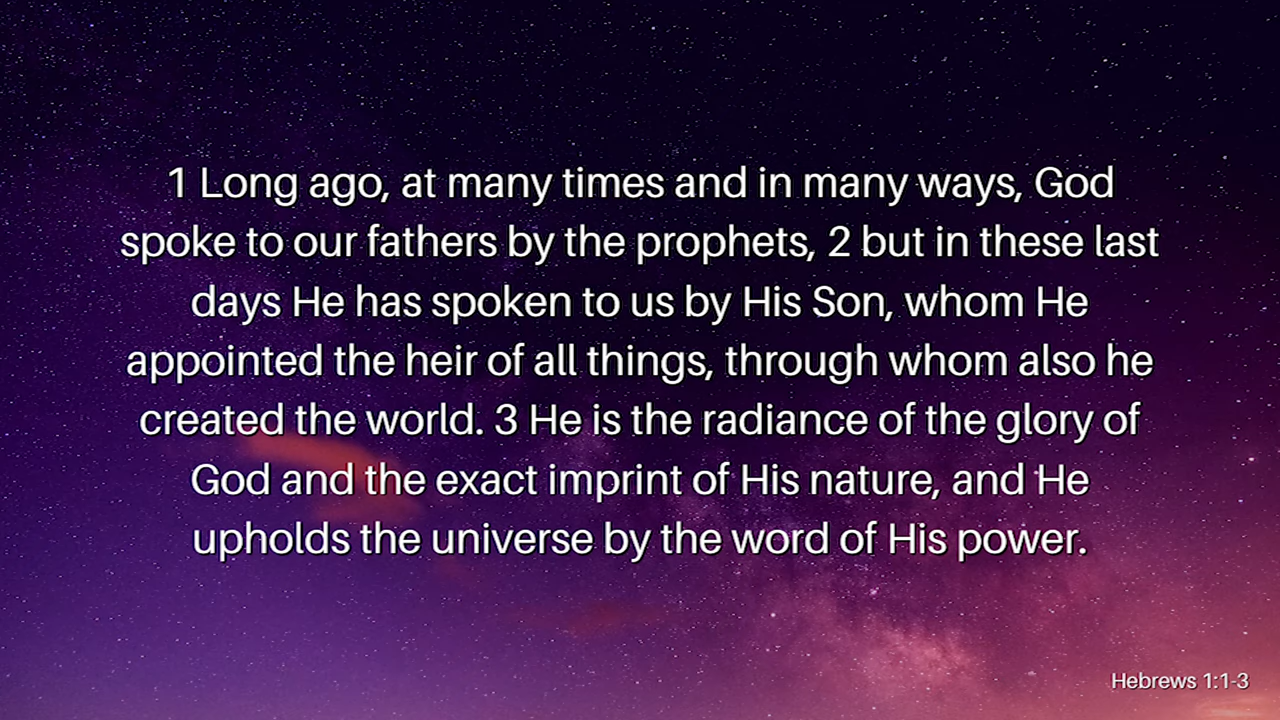 1 Long ago, at many times and in many ways, God
spoke to our fathers by the prophets, 2 but in these last
days He has spoken to us by His Son, whom He
appointed the heir of all things, through whom also he
created the world. 3 He is the radiance of the glory of
God and the exact imprint of His nature, and He
upholds the universe by the word of His power.
Hebrews 1:1-3